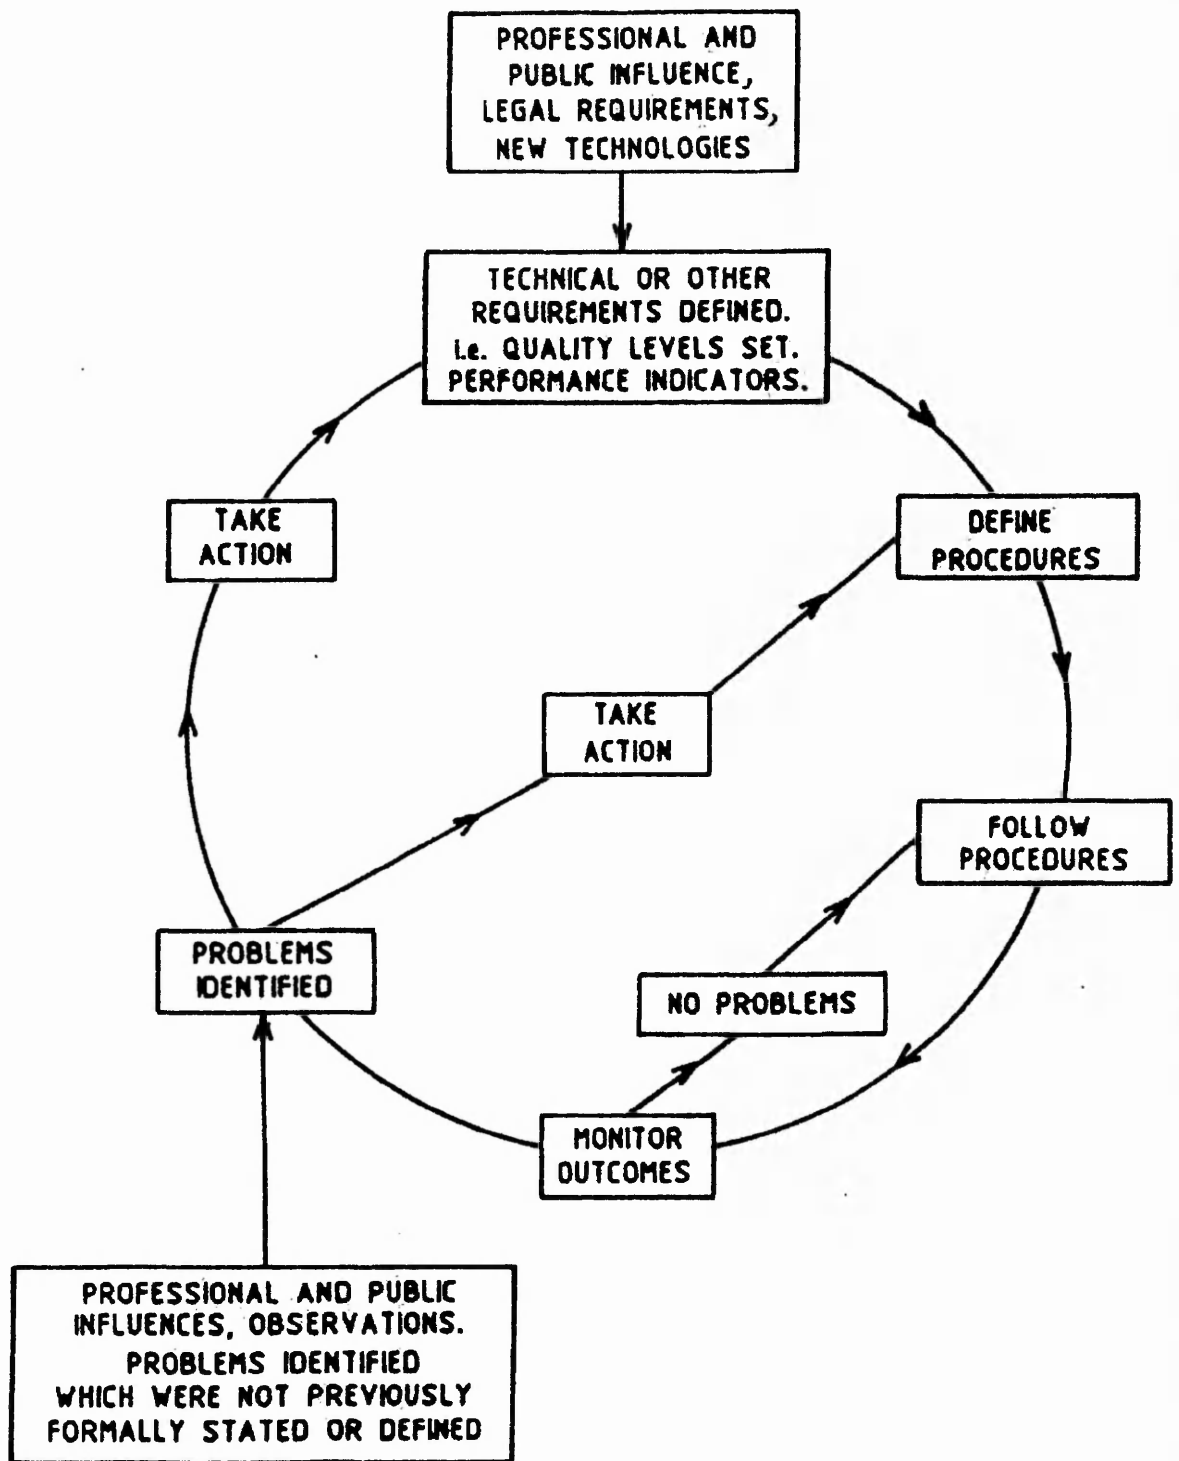 PROFESSIONAL AND
PUBLIC INFLUENCE,
LEGAL REQUIREMENTS,
NEW TECHNOLOGIES
TECHNICAL OR OTHER
REQUIREMENTS DEFINED.
i.e. QUALITY LEVELS SET.
PERFORMANCE INDICATORS.
TAKE
ACTION
DEFINE
PROCEDURES
TAKE
ACTION
FOLLOW
PROCEDURES
PROBLEMS
IDENTIFIED
NO PROBLEMS
MONITOR
OUTCOMES
PROFESSIONAL AND PUBLIC
INFLUENCES, OBSERVATIONS.
PROBLEMS IDENTIFIED
WHICH WERE NOT PREVIOUSLY
FORMALLY STATED OR DEFINED